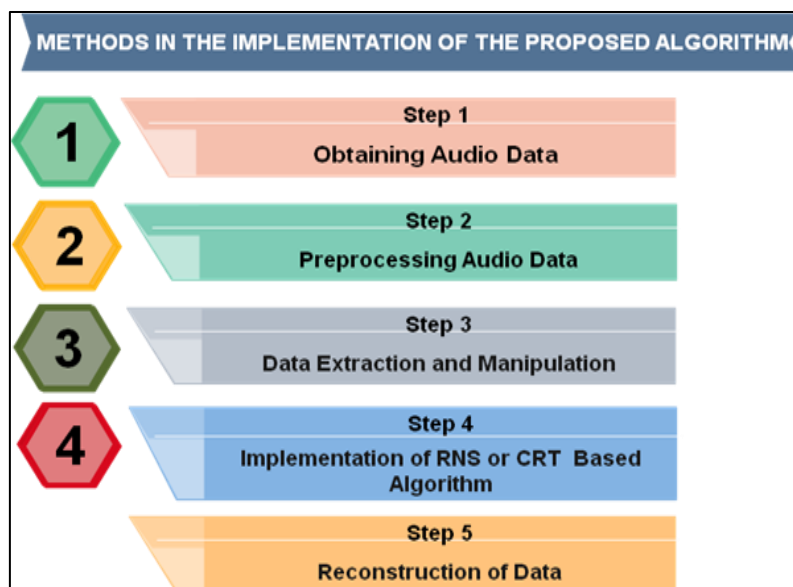 METHODS IN THE IMPLEMENTATION OF THE PROPOSED ALGORITHM
1
Step 1
Obtaining Audio Data
2
Step 2
Preprocessing Audio Data
3
Step 3
Data Extraction and Manipulation
4
Step 4
Implementation of RNS or CRT Based
Algorithm
Step 5
Reconstruction of Data